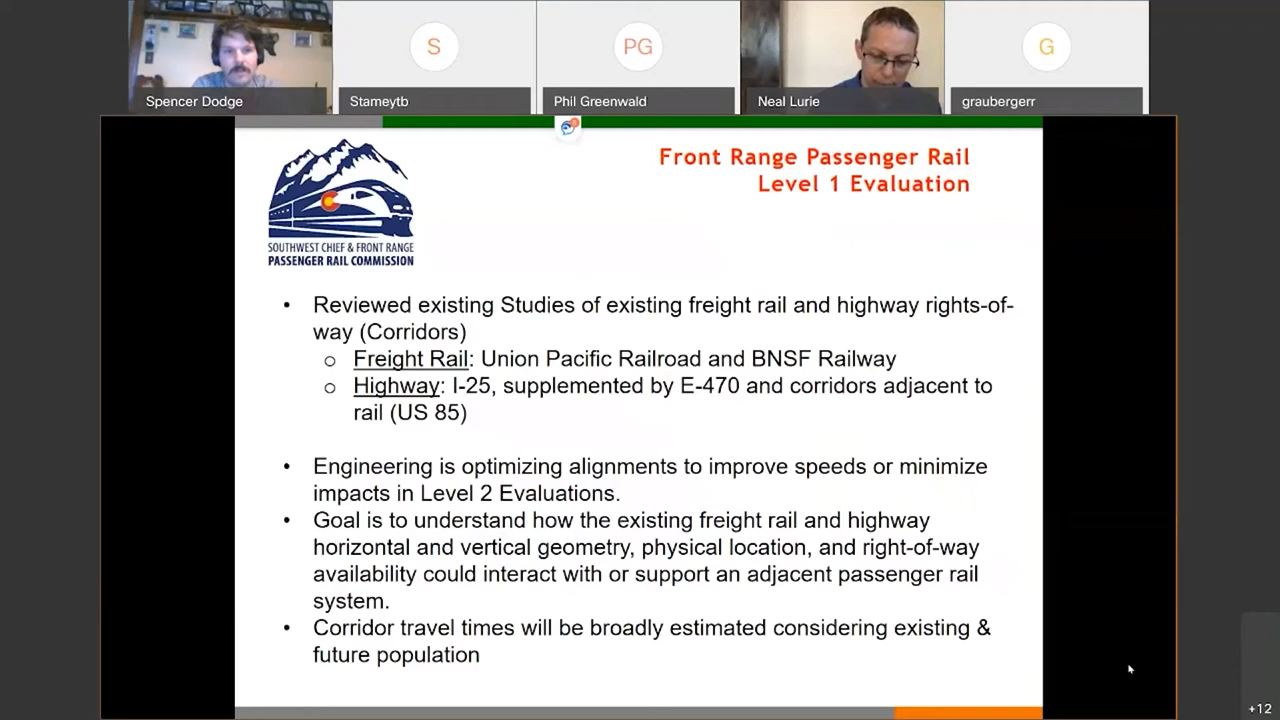 Spencer Dodge
S
Stameytb
PG
Phil Greenwald
Neal Lurie
G
graubergerr
Front Range Passenger Rail
Level 1 Evaluation
SOUTHWEST CHIEF & FRONT RANGE
PASSENGER RAIL COMMISSION
• Reviewed existing Studies of existing freight rail and highway rights-of-
way (Corridors)
o Freight Rail: Union Pacific Railroad and BNSF Railway
o Highway: I-25, supplemented by E-470 and corridors adjacent to
rail (US 85)
• Engineering is optimizing alignments to improve speeds or minimize
impacts in Level 2 Evaluations.
• Goal is to understand how the existing freight rail and highway
horizontal and vertical geometry, physical location, and right-of-way
availability could interact with or support an adjacent passenger rail
system.
• Corridor travel times will be broadly estimated considering existing &
future population
+12